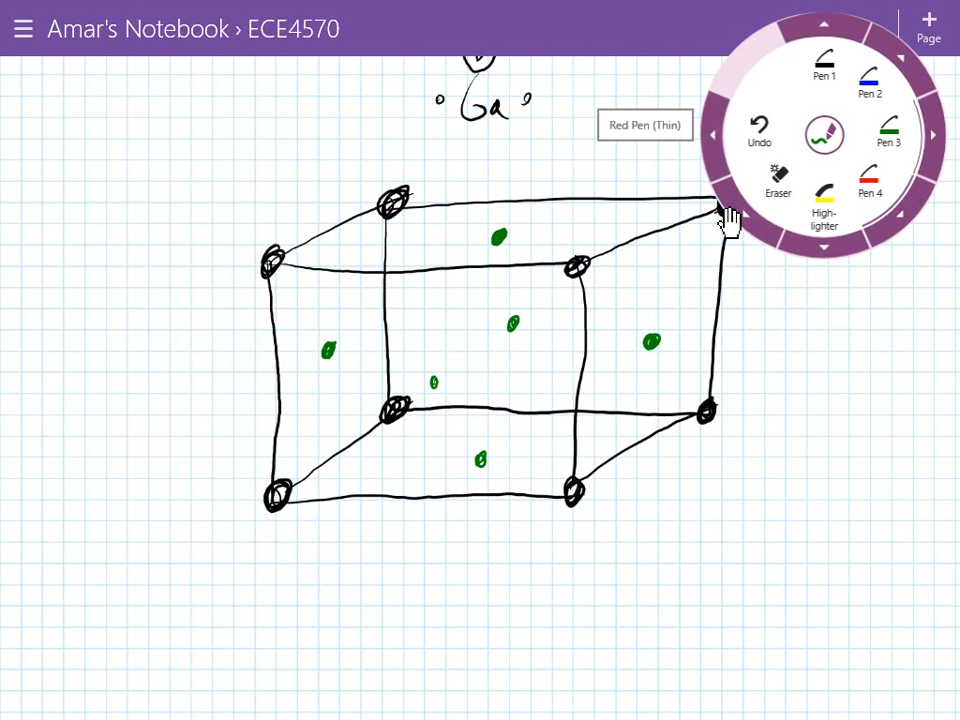 Amar's Notebook › ECE4570
+
Page
Ga
Red Pen (Thin)
Pen 1
Pen 2
Undo
Pen 3
Eraser
Pen 4
High-
lighter